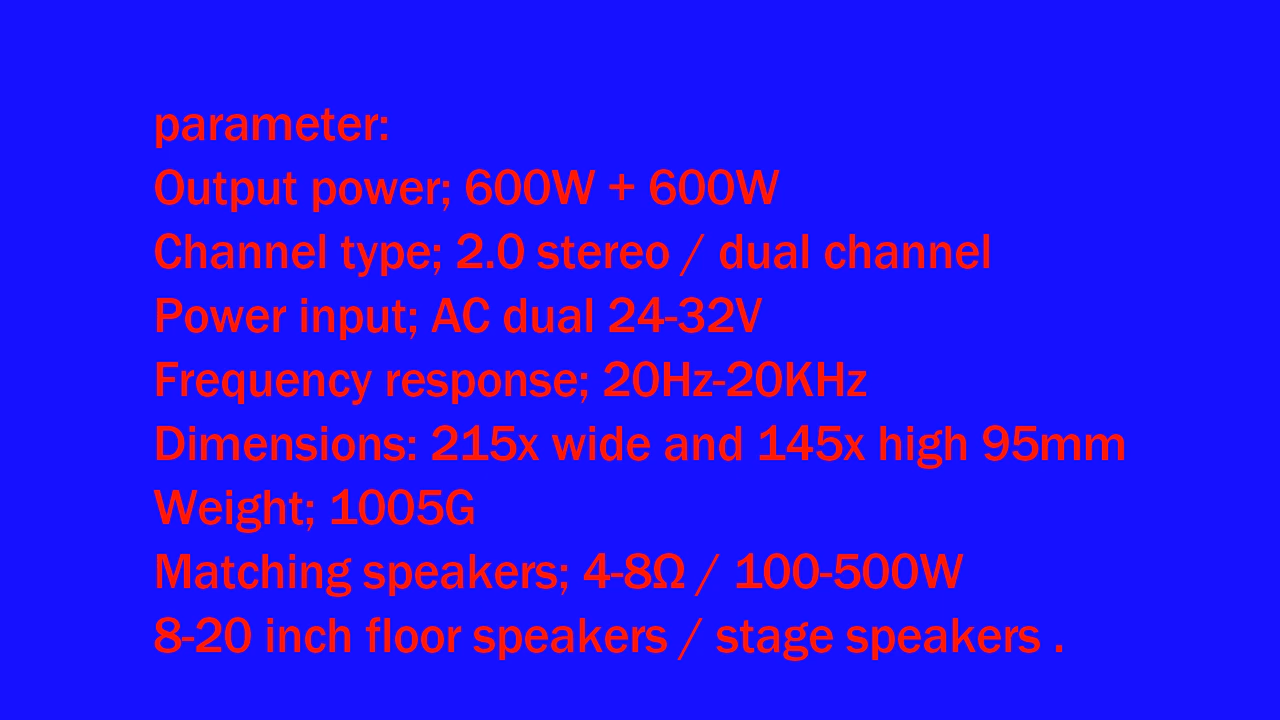 parameter:
Output power; 600W + 600W
Channel type; 2.0 stereo / dual channel
Power input; AC dual 24-32V
Frequency response; 20Hz-20KHz
Dimensions: 215x wide and 145x high 95mm
Weight; 1005G
Matching speakers; 4-8Ω / 100-500W
8-20 inch floor speakers / stage speakers .